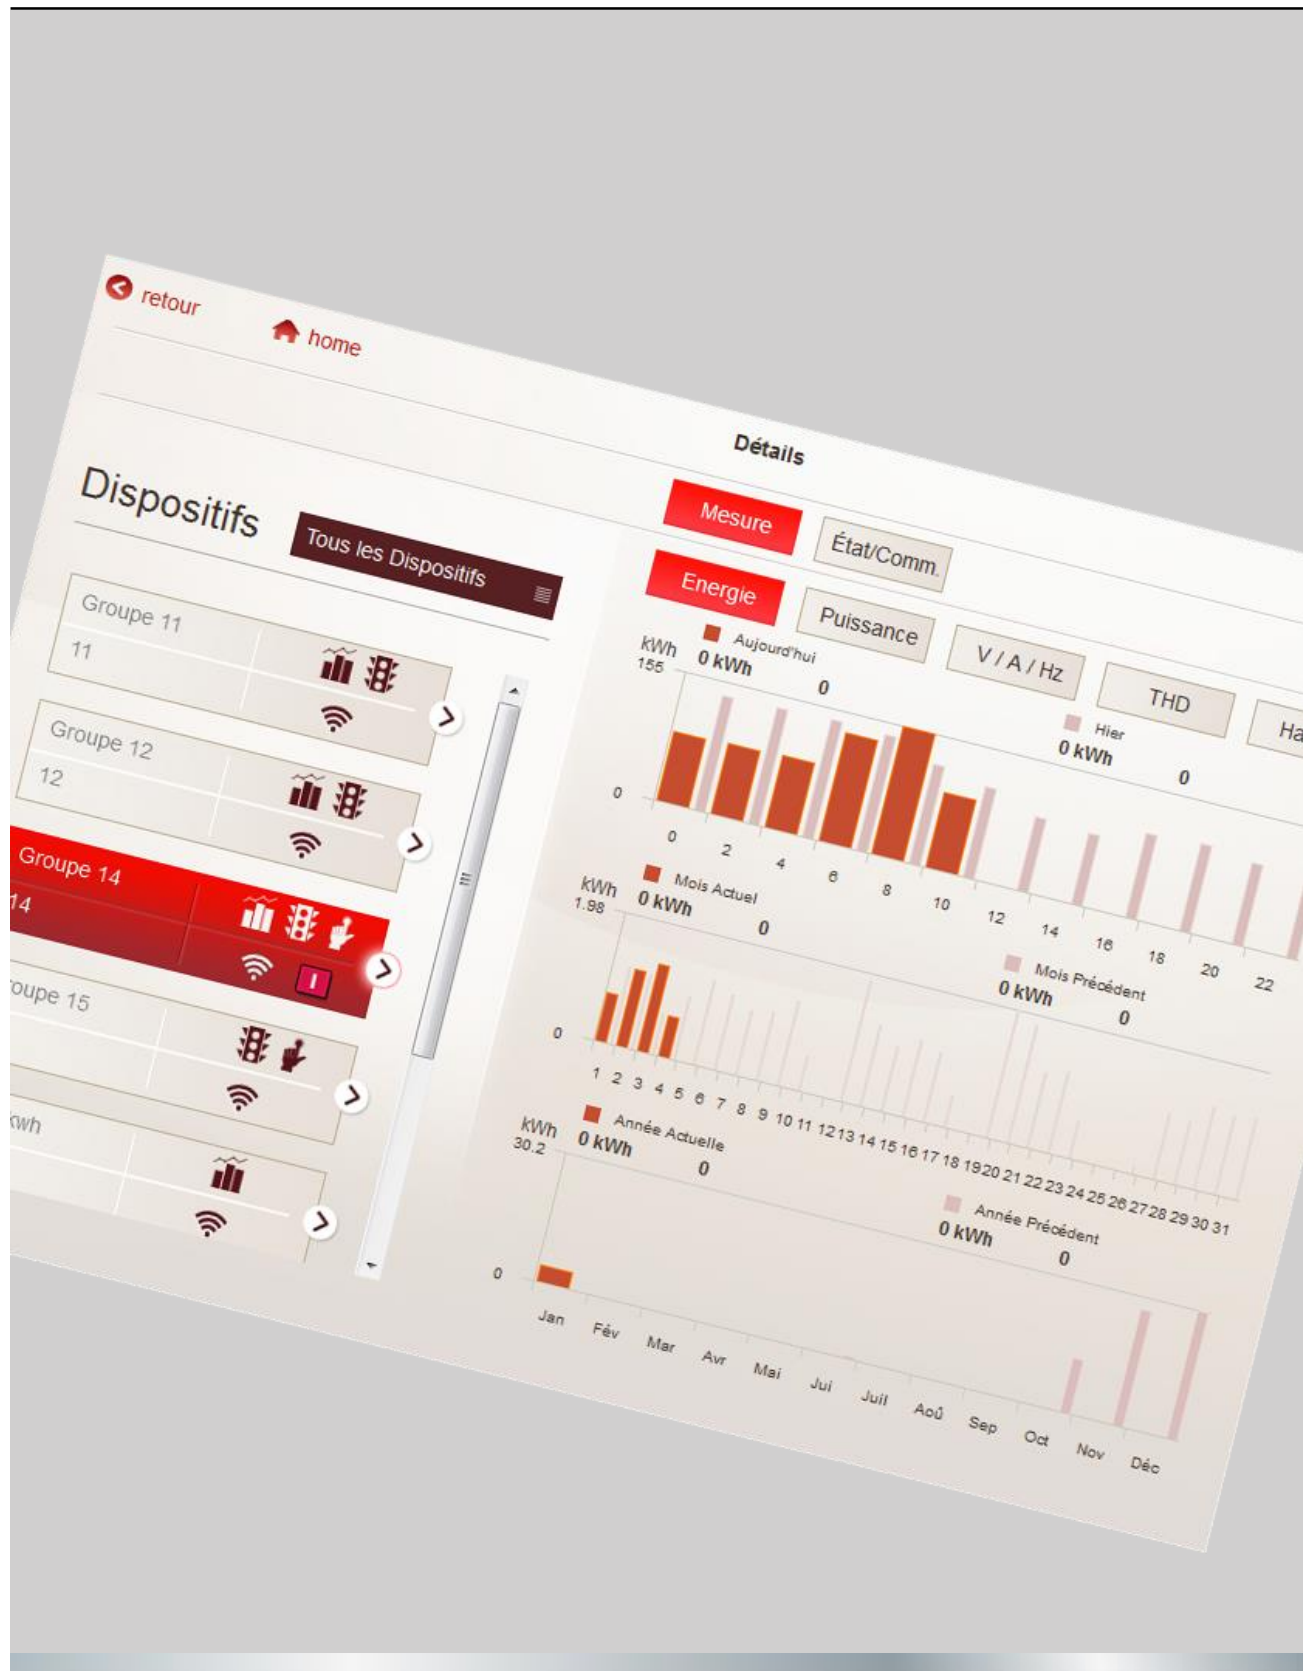 retour
home
Détails
Dispositifs
Tous les Dispositifs
Mesure
État/Comm.
Energie
Puissance
V / A / Hz
THD
Groupe 11
11
Groupe 12
12
Groupe 14
14
15
kWh
155
0
Aujourd'hui
0 kWh
0
Hier
0 kWh
0
0 2 4 6 8 10 12 14 16 18 20 22
kWh
1.98
0
Mois Actuel
0 kWh
0
Mois Précédent
0 kWh
0
1 2 3 4 5 6 7 8 9 10 11 12 13 14 15 16 17 18 19 20 21 22 23 24 25 26 27 28 29 30 31
kWh
30.2
0
Année Actuelle
0 kWh
0
Année Précédent
0 kWh
0
Jan Fév Mar Avr Mai Jui Juil Aoû Sep Oct Nov Déc